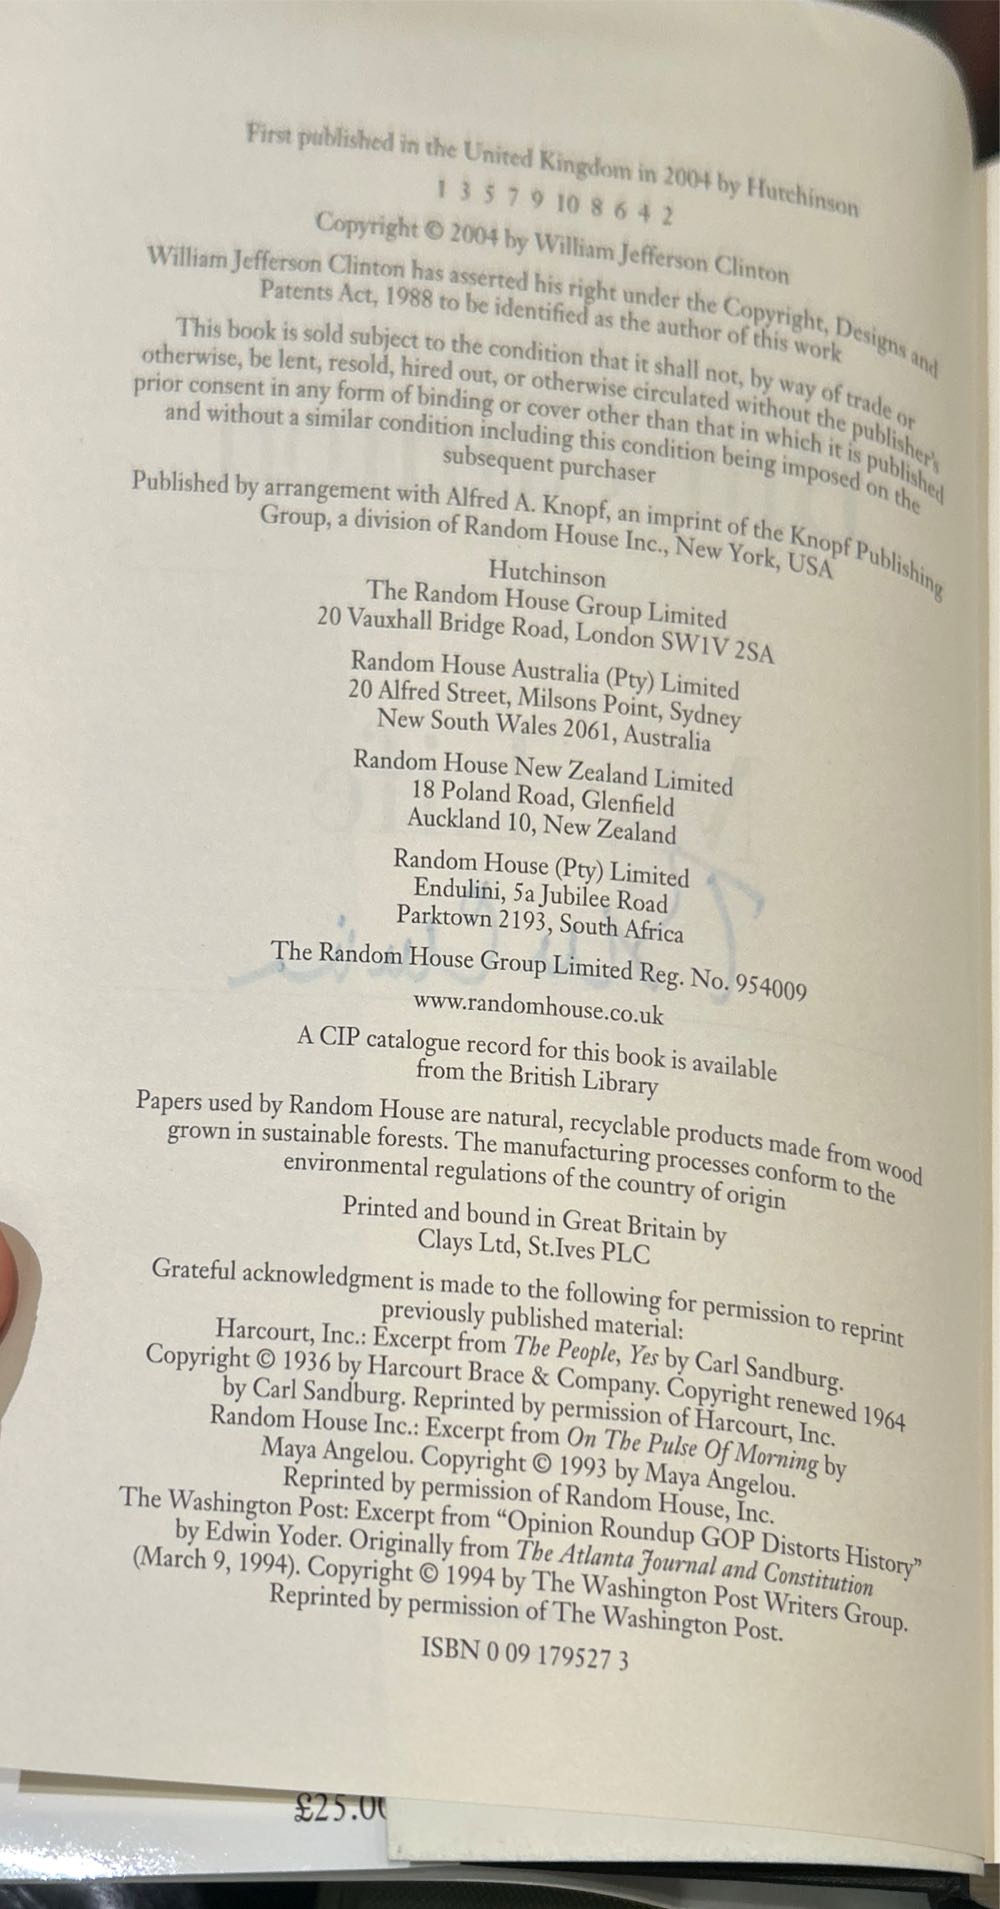 First published in the United Kingdom in 2004 by Hutchinson
1 3 5 7 9 10 8 6 4 2
Copyright © 2004 by William Jefferson Clinton
William Jefferson Clinton has asserted his right under the Copyright, Designs and
Patents Act, 1988 to be identified as the author of this work
This book is sold subject to the condition that it shall not, by way of trade or
otherwise, be lent, resold, hired out, or otherwise circulated without the publisher's
prior consent in any form of binding or cover other than that in which it is published
and without a similar condition including this condition being imposed on the
subsequent purchaser
Published by arrangement with Alfred A. Knopf, an imprint of the Knopf Publishing
Group, a division of Random House Inc., New York, USA
Hutchinson
The Random House Group Limited
20 Vauxhall Bridge Road, London SW1V 2SA
Random House Australia (Pty) Limited
20 Alfred Street, Milsons Point, Sydney
New South Wales 2061, Australia
Random House New Zealand Limited
18 Poland Road, Glenfield
Auckland 10, New Zealand
Random House (Pty) Limited
Endulini, 5a Jubilee Road
Parktown 2193, South Africa
The Random House Group Limited Reg. No. 954009
www.randomhouse.co.uk
A CIP catalogue record for this book is available
from the British Library
Papers used by Random House are natural, recyclable products made from wood
grown in sustainable forests. The manufacturing processes conform to the
environmental regulations of the country of origin
Printed and bound in Great Britain by
Clays Ltd, St.Ives PLC
Grateful acknowledgment is made to the following for permission to reprint
previously published material:
Harcourt, Inc.: Excerpt from The People, Yes by Carl Sandburg.
Copyright © 1936 by Harcourt Brace & Company. Copyright renewed 1964
by Carl Sandburg. Reprinted by permission of Harcourt, Inc.
Random House Inc.: Excerpt from On The Pulse Of Morning by
Maya Angelou. Copyright © 1993 by Maya Angelou.
Reprinted by permission of Random House, Inc.
The Washington Post: Excerpt from “Opinion Roundup GOP Distorts History”
by Edwin Yoder. Originally from The Atlanta Journal and Constitution
(March 9, 1994). Copyright © 1994 by The Washington Post Writers Group.
Reprinted by permission of The Washington Post.
ISBN 0 09 179527 3
£25.00